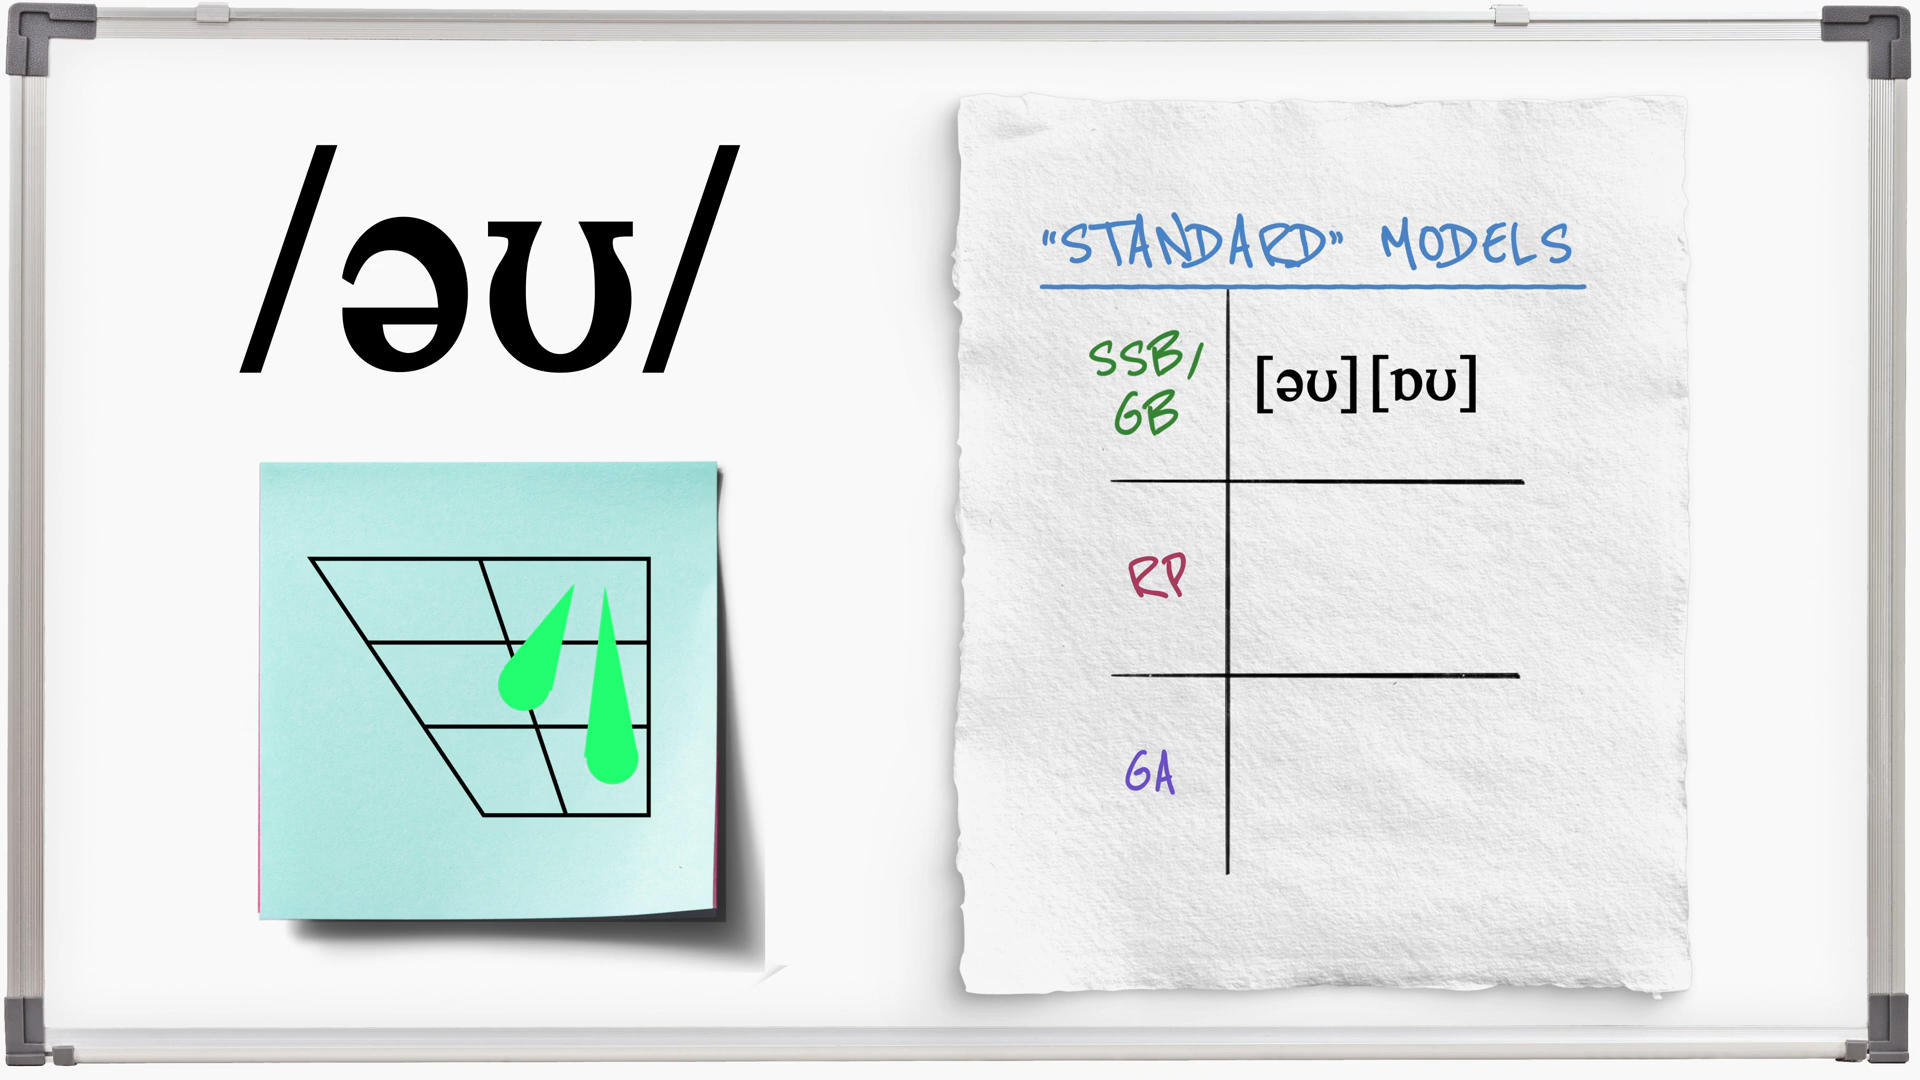 /əʊ/
“STANDARD” MODELS
SSB/
GB
[əʊ] [ɒʊ]
RP
GA